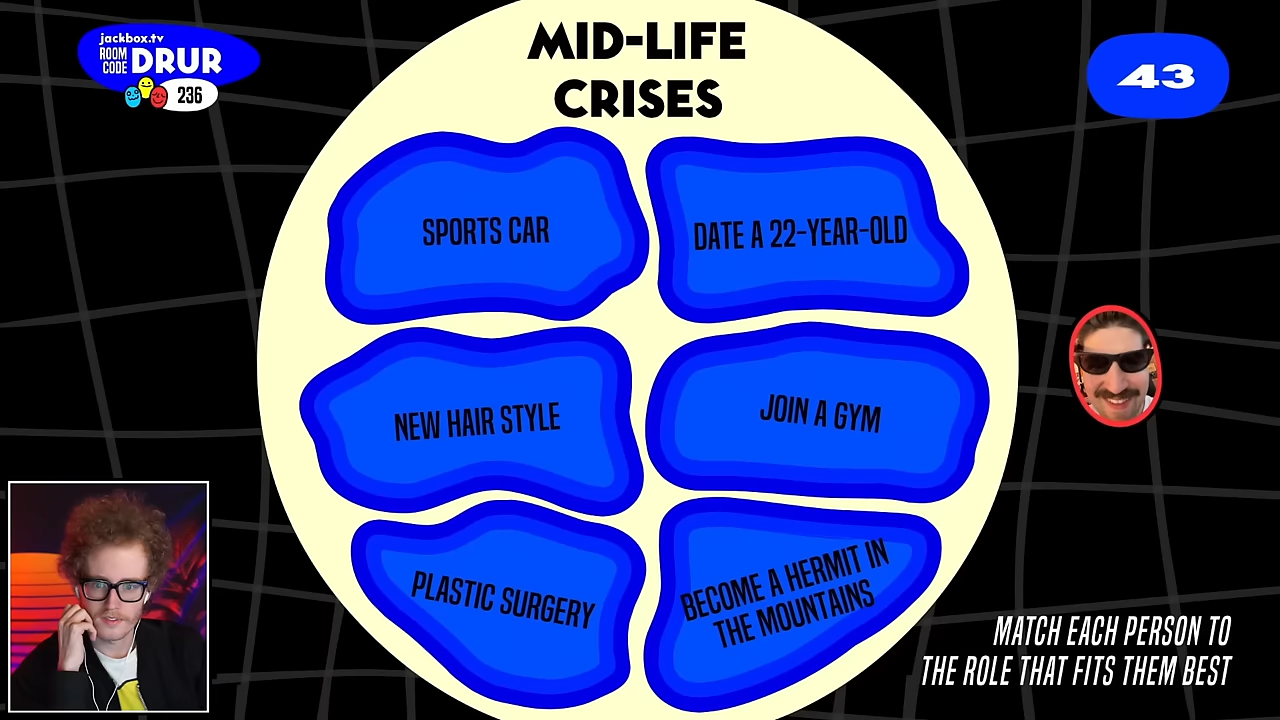 jackbox.tv
ROOM
CODE
DRUR
236
MID-LIFE
CRISES
43
SPORTS CAR
DATE A 22-YEAR-OLD
NEW HAIR STYLE
JOIN A GYM
PLASTIC SURGERY
BECOME A HERMIT IN
THE MOUNTAINS
MATCH EACH PERSON TO
THE ROLE THAT FITS THEM BEST